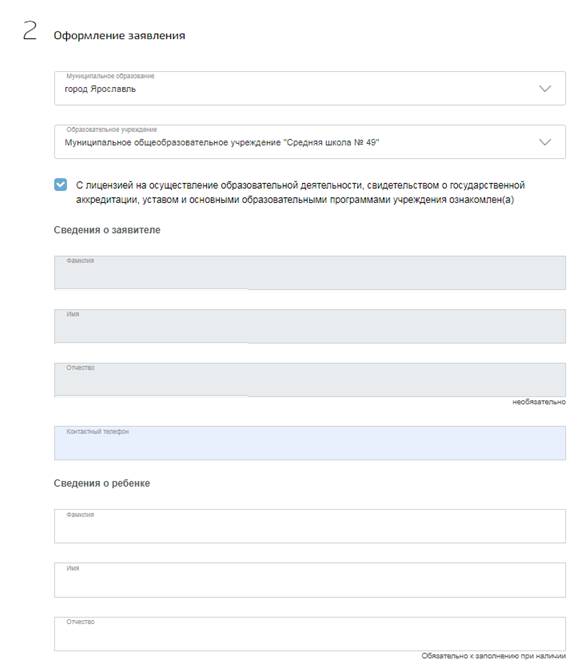 2 Оформление заявления
Муниципальное образование
город Ярославль
Образовательное учреждение
Муниципальное общеобразовательное учреждение "Средняя школа № 49"
С лицензией на осуществление образовательной деятельности, свидетельством о государственной
аккредитации, уставом и основными образовательными программами учреждения ознакомлен(а)
Сведения о заявителе
Фамилия
Имя
Отчество
необязательно
Контактный телефон
Сведения о ребенке
Фамилия
Имя
Отчество
Обязательно к заполнению при наличии